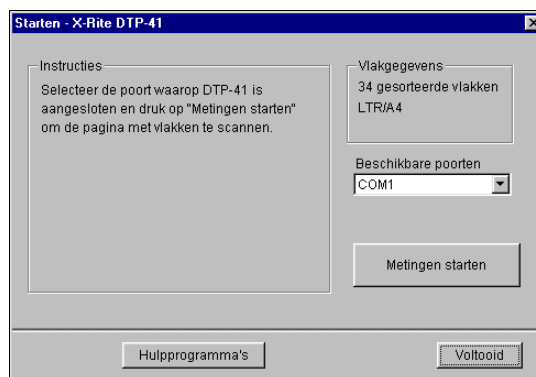 Starten - X-Rite DTP-41
Instructies
Selecteer de poort waarop DTP-41 is
aangesloten en druk op "Metingen starten"
om de pagina met vlakken te scannen.
Vlakgegevens
34 gesorteerde vlakken
LTR/A4
Beschikbare poorten
COM1
Metingen starten
Hulpprogramma's
Voltooid